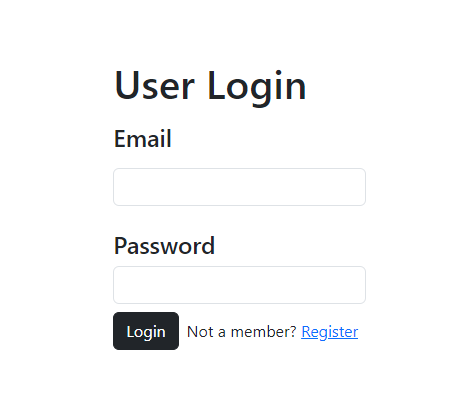 User Login
Email
Password
Login Not a member? Register